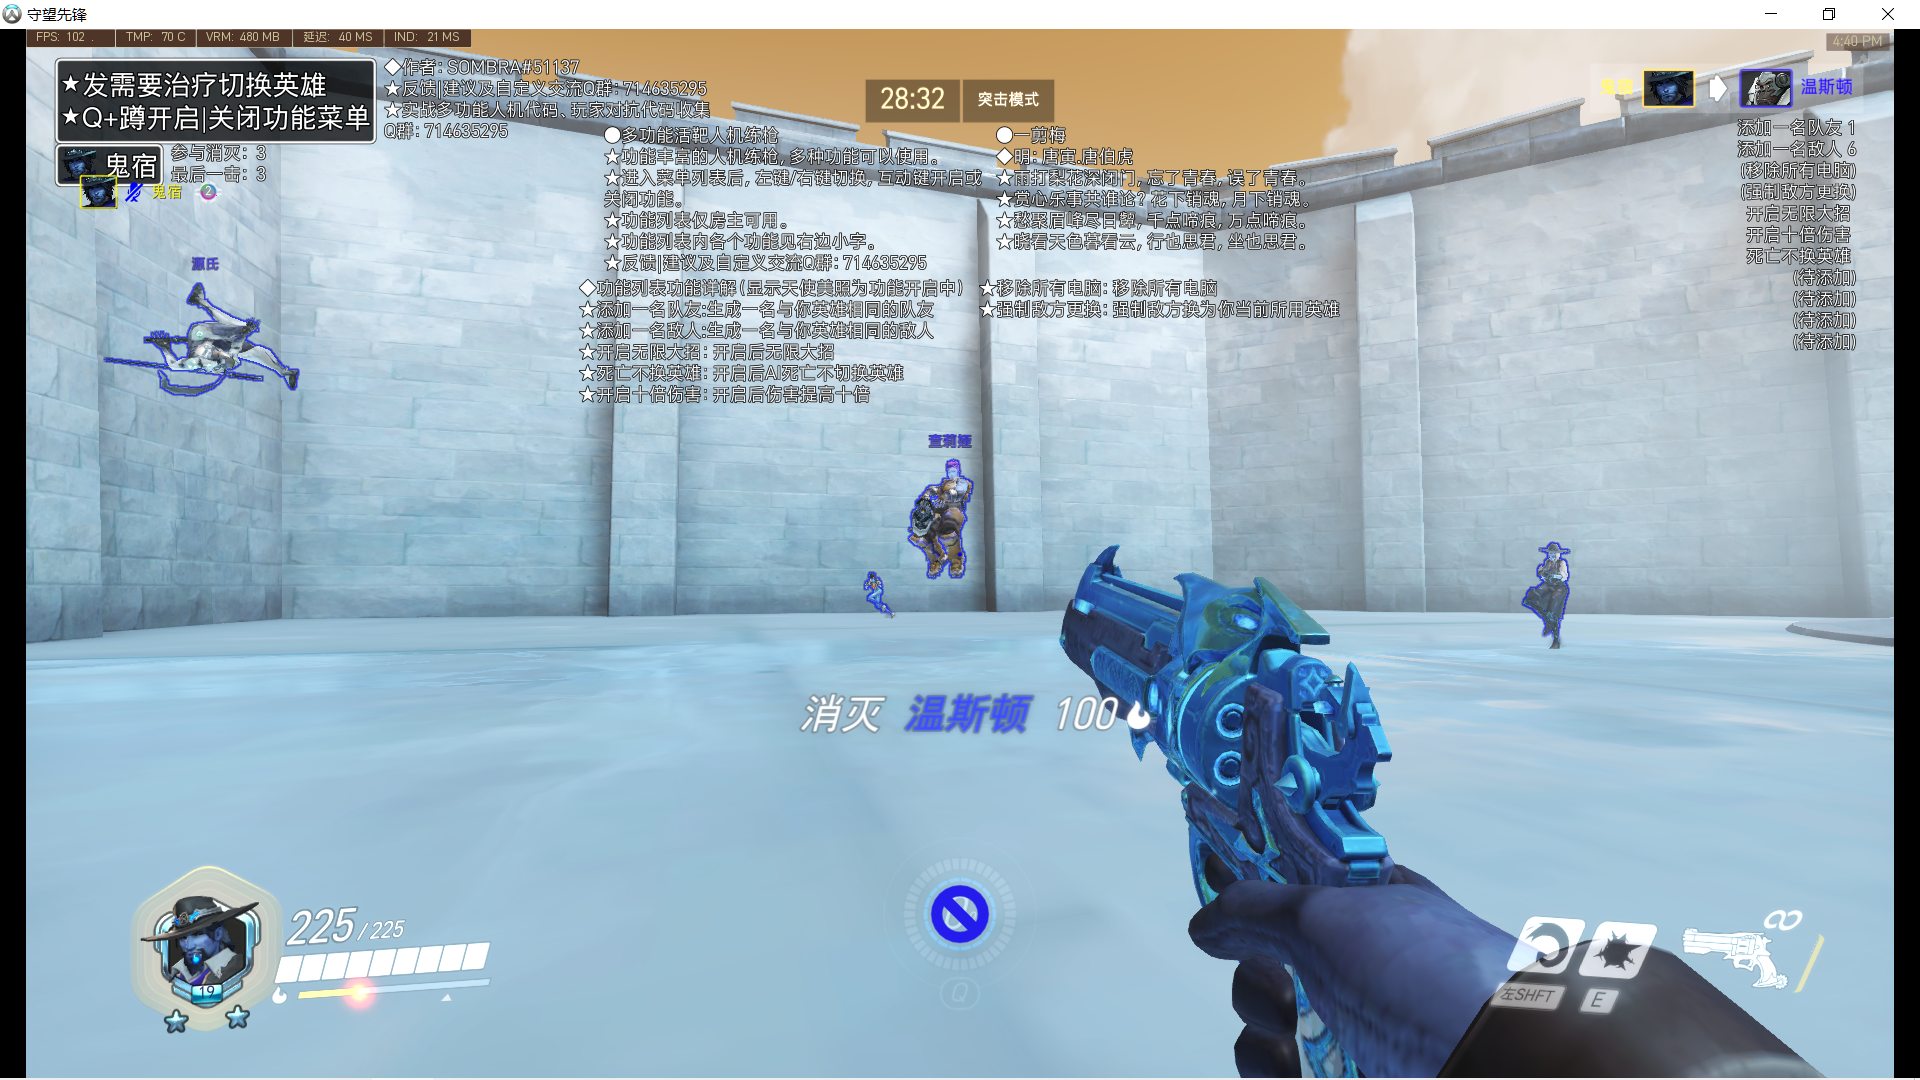 守望先锋
FPS: 102 . TMP: 70 C VRM: 480 MB 延迟: 40 MS IND: 21 MS
4:40 PM
★发需要治疗切换英雄
★Q+蹲开启|关闭功能菜单
◇作者: SOMBRA#51137
★反馈|建议及自定义交流Q群: 714635295
★实战多功能人机代码、玩家对抗代码收集
Q群: 714635295
28:32 突击模式
鬼宿 温斯顿
鬼宿
参与消灭: 3
最后一击: 3
鬼宿 2
○多功能活靶人机练枪
★功能丰富的人机练枪, 多种功能可以使用。
★进入菜单列表后, 左键/右键切换, 互动键开启或
关闭功能。
★功能列表仅房主可用。
★功能列表内各个功能见右边小字。
★反馈|建议及自定义交流Q群: 714635295
○一剪梅
◇明: 唐寅.唐伯虎
★雨打梨花深闭门, 忘了青春, 误了青春。
★赏心乐事共谁论? 花下销魂, 月下销魂。
★愁聚眉峰尽日颦, 千点啼痕, 万点啼痕。
★晓看天色暮看云, 行也思君, 坐也思君。
◇功能列表功能详解(显示天使美照为功能开启中)
★添加一名队友:生成一名与你英雄相同的队友
★添加一名敌人:生成一名与你英雄相同的敌人
★开启无限大招: 开启后无限大招
★死亡不换英雄: 开启后AI死亡不切换英雄
★开启十倍伤害: 开启后伤害提高十倍
★移除所有电脑: 移除所有电脑
★强制敌方更换: 强制敌方换为你当前所用英雄
添加一名队友 1
添加一名敌人 6
(移除所有电脑)
(强制敌方更换)
开启无限大招
开启十倍伤害
死亡不换英雄
(待添加)
(待添加)
(待添加)
(待添加)
源氏
查莉娅
消灭 温斯顿 100
225/225
19
Q
左SHFT
E
∞